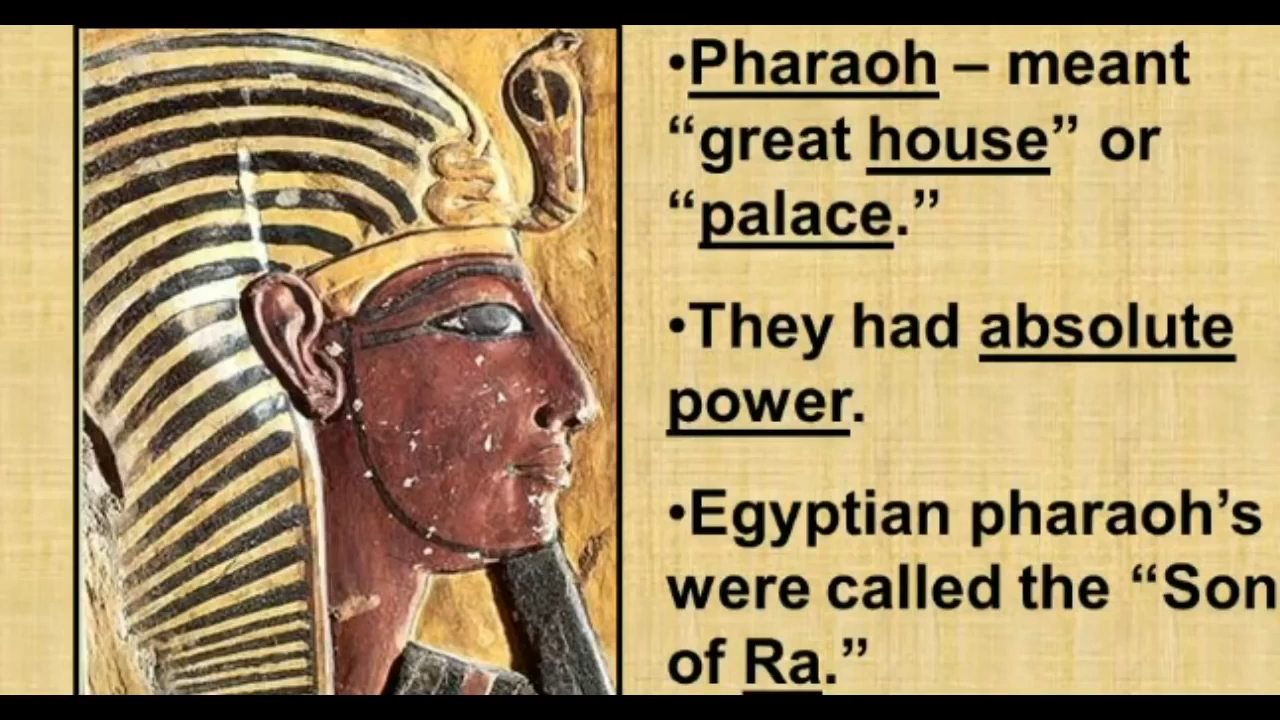 •Pharaoh – meant
“great house” or
“palace.”
•They had absolute
power.
•Egyptian pharaoh’s
were called the “Son
of Ra.”